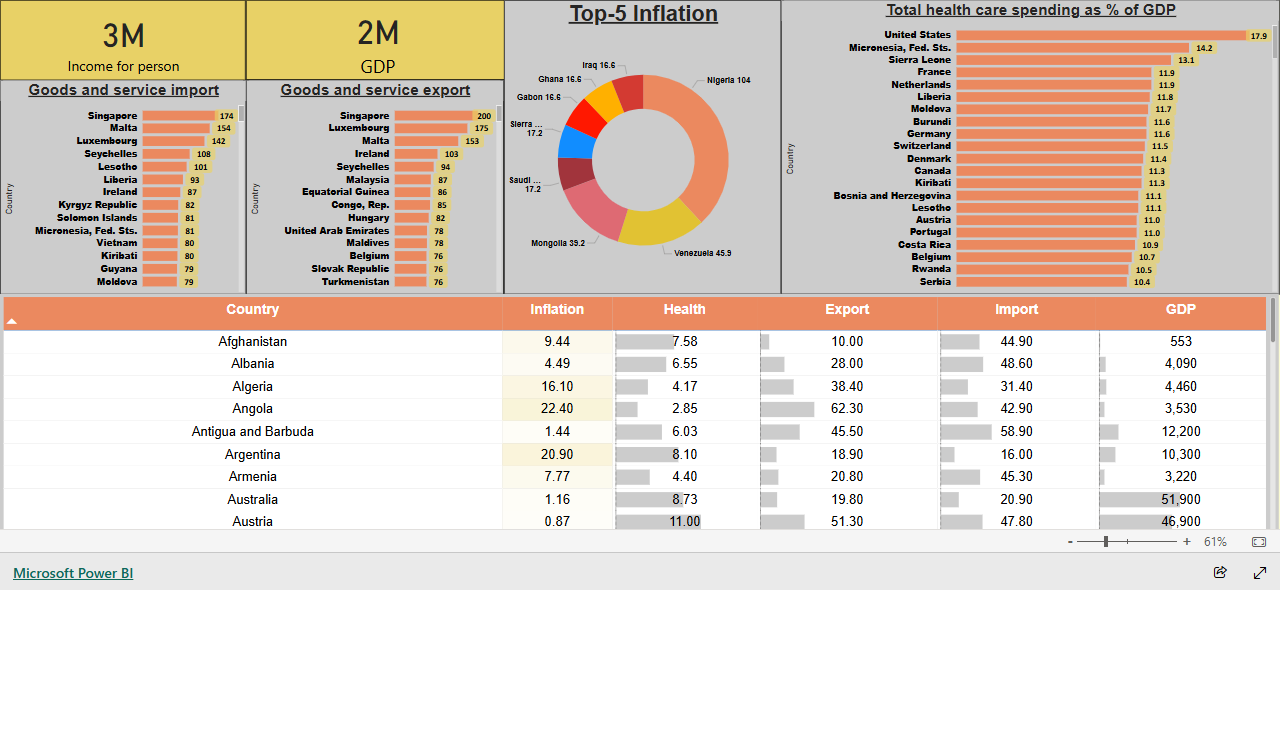 3M
Income for person
2M
GDP
Goods and service import
Country
Singapore 174
Malta 154
Luxembourg 142
Seychelles 108
Lesotho 101
Liberia 93
Ireland 87
Kyrgyz Republic 82
Solomon Islands 81
Micronesia, Fed. Sts. 81
Vietnam 80
Kiribati 80
Guyana 79
Moldova 79
Goods and service export
Country
Singapore 200
Luxembourg 175
Malta 153
Ireland 103
Seychelles 94
Malaysia 87
Equatorial Guinea 86
Congo, Rep. 85
Hungary 82
United Arab Emirates 78
Maldives 78
Belgium 76
Slovak Republic 76
Turkmenistan 76
Top-5 Inflation
Iraq 16.6
Ghana 16.6
Gabon 16.6
Sierra ...
17.2
Saudi ...
17.2
Mongolia 39.2
Venezuela 45.9
Nigeria 104
Total health care spending as % of GDP
Country
United States 17.9
Micronesia, Fed. Sts. 14.2
Sierra Leone 13.1
France 11.9
Netherlands 11.9
Liberia 11.8
Moldova 11.7
Burundi 11.6
Germany 11.6
Switzerland 11.5
Denmark 11.4
Canada 11.3
Kiribati 11.3
Bosnia and Herzegovina 11.1
Lesotho 11.1
Austria 11.0
Portugal 11.0
Costa Rica 10.9
Belgium 10.7
Rwanda 10.5
Serbia 10.4
Country Inflation Health Export Import GDP
Afghanistan 9.44 7.58 10.00 44.90 553
Albania 4.49 6.55 28.00 48.60 4,090
Algeria 16.10 4.17 38.40 31.40 4,460
Angola 22.40 2.85 62.30 42.90 3,530
Antigua and Barbuda 1.44 6.03 45.50 58.90 12,200
Argentina 20.90 8.10 18.90 16.00 10,300
Armenia 7.77 4.40 20.80 45.30 3,220
Australia 1.16 8.73 19.80 20.90 51,900
Austria 0.87 11.00 51.30 47.80 46,900
- + 61%
Microsoft Power BI